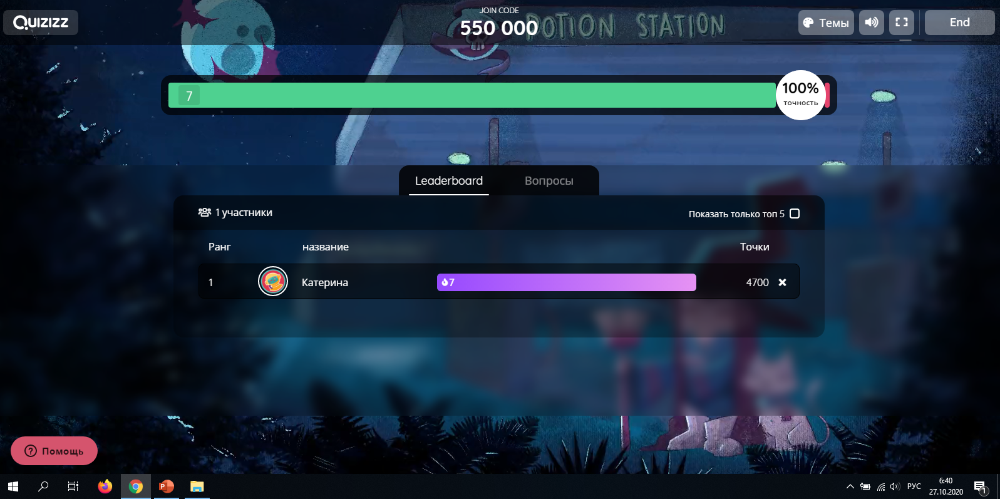 Quizizz
JOIN CODE
550 000
POTION STATION
Темы
End
7
100%
точность
Leaderboard
Вопросы
1 участники
Показать только топ 5
Ранг
название
Точки
1
Катерина
7
4700
Помощь
РУС
6:40
27.10.2020
1